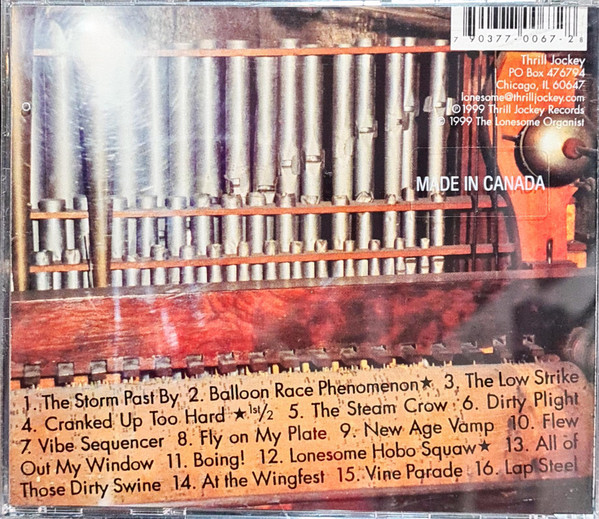 7 90377-0067-2 8
Thrill Jockey
PO Box 476794
Chicago, IL 60647
lonesome@thrilljockey.com
℗1999 Thrill Jockey Records
© 1999 The Lonesome Organist
MADE IN CANADA
1. The Storm Past By 2. Balloon Race Phenomenon★ 3. The Low Strike
4. Cranked Up Too Hard ★1st/2 5. The Steam Crow 6. Dirty Plight
7 Vibe Sequencer 8. Fly on My Plate 9. New Age Vamp 10. Flew
Out My Window 11. Boing! 12. Lonesome Hobo Squaw★ 13. All of
Those Dirty Swine 14. At the Wingfest 15. Vine Parade 16. Lap Steel